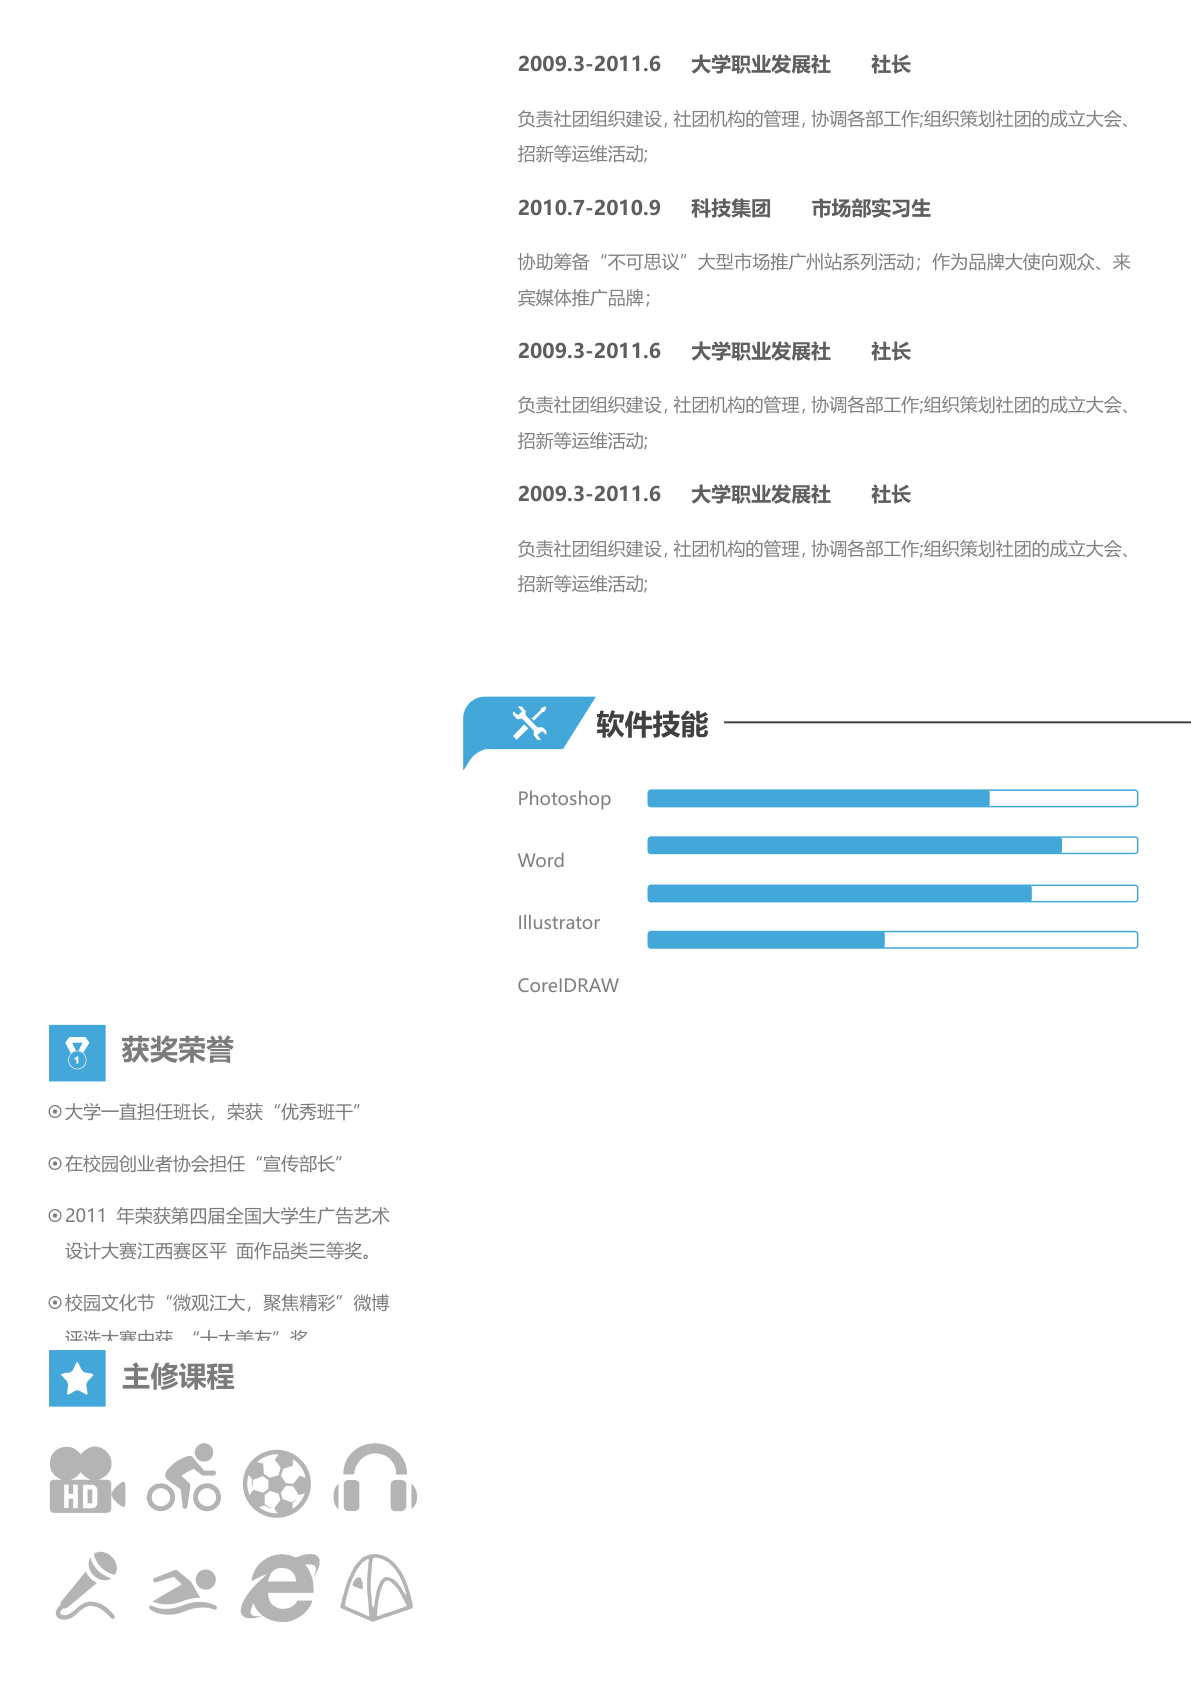 2009.3-2011.6 大学职业发展社 社长
负责社团组织建设，社团机构的管理，协调各部工作;组织策划社团的成立大会、
招新等运维活动;
2010.7-2010.9 科技集团 市场部实习生
协助筹备“不可思议”大型市场推广州站系列活动；作为品牌大使向观众、来
宾媒体推广品牌；
2009.3-2011.6 大学职业发展社 社长
负责社团组织建设，社团机构的管理，协调各部工作;组织策划社团的成立大会、
招新等运维活动;
2009.3-2011.6 大学职业发展社 社长
负责社团组织建设，社团机构的管理，协调各部工作;组织策划社团的成立大会、
招新等运维活动;
软件技能
Photoshop
Word
Illustrator
CorelDRAW
1
获奖荣誉
大学一直担任班长，荣获“优秀班干”
在校园创业者协会担任“宣传部长”
2011 年荣获第四届全国大学生广告艺术
设计大赛江西赛区平 面作品类三等奖。
校园文化节“微观江大，聚焦精彩”微博
评选大赛中获 “十大美友”奖
主修课程
HD